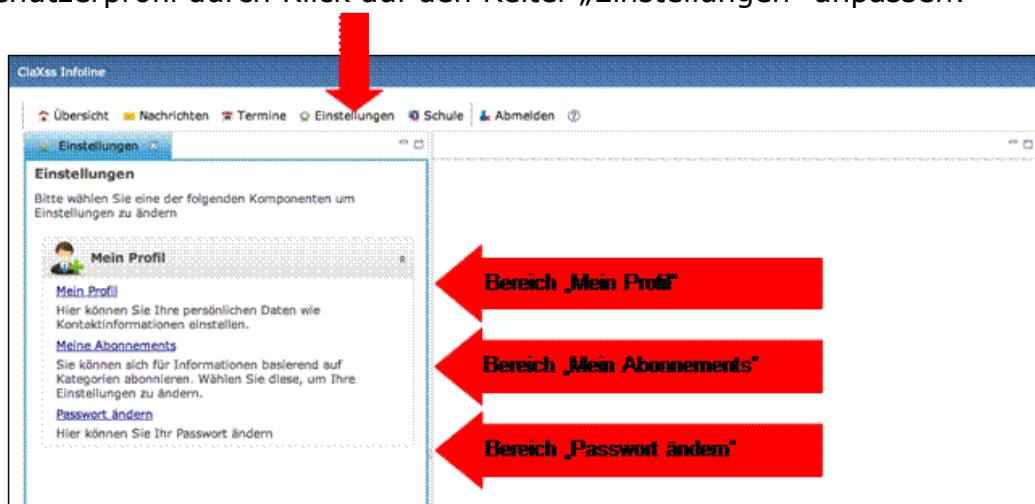 durch Klick auf den Reiter „Einstellungen“ anpassen.
ClaXss Infoline
Übersicht Nachrichten Termine Einstellungen Schule Abmelden
Einstellungen
Einstellungen
Bitte wählen Sie eine der folgenden Komponenten um
Einstellungen zu ändern
Mein Profil
Mein Profil
Hier können Sie Ihre persönlichen Daten wie
Kontaktinformationen einstellen.
Meine Abonnements
Sie können sich für Informationen basierend auf
Kategorien abonnieren. Wählen Sie diese, um Ihre
Einstellungen zu ändern.
Passwort ändern
Hier können Sie Ihr Passwort ändern
Bereich „Mein Profil“
Bereich „Mein Abonnements“
Bereich „Passwort ändern“